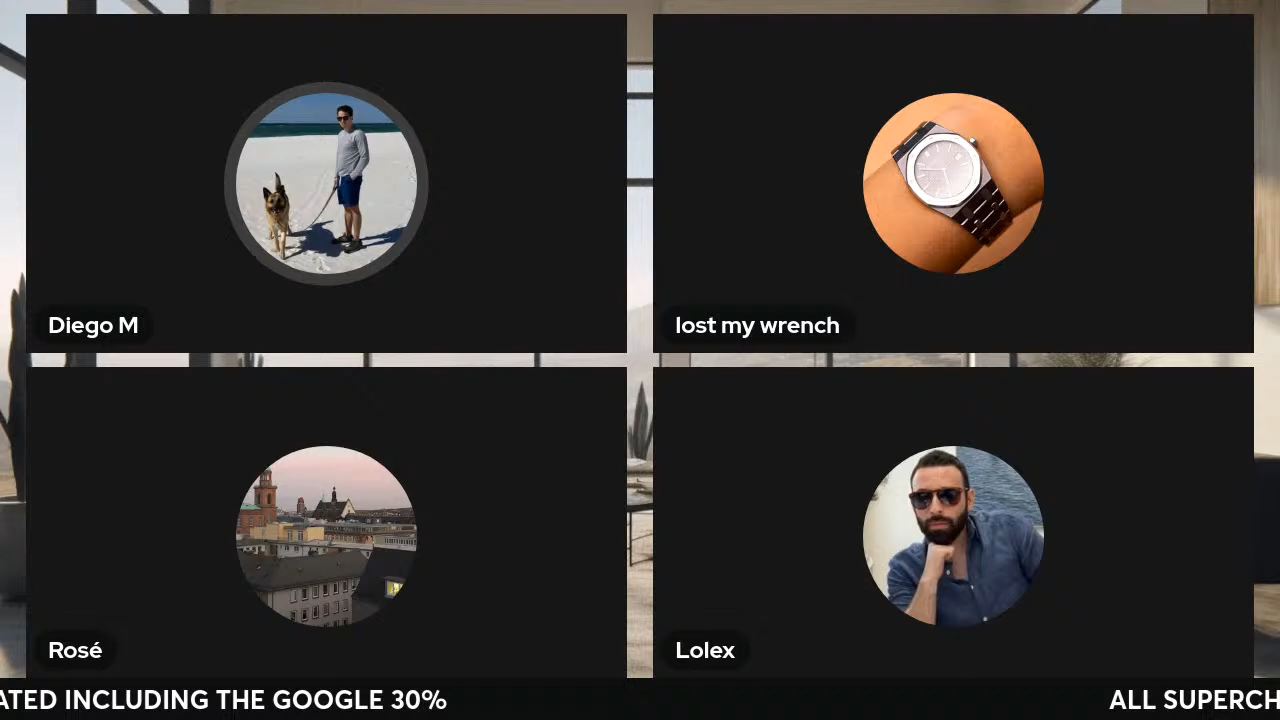 Diego M
lost my wrench
Rosé
Lolex
ATED INCLUDING THE GOOGLE 30%
ALL SUPERCH